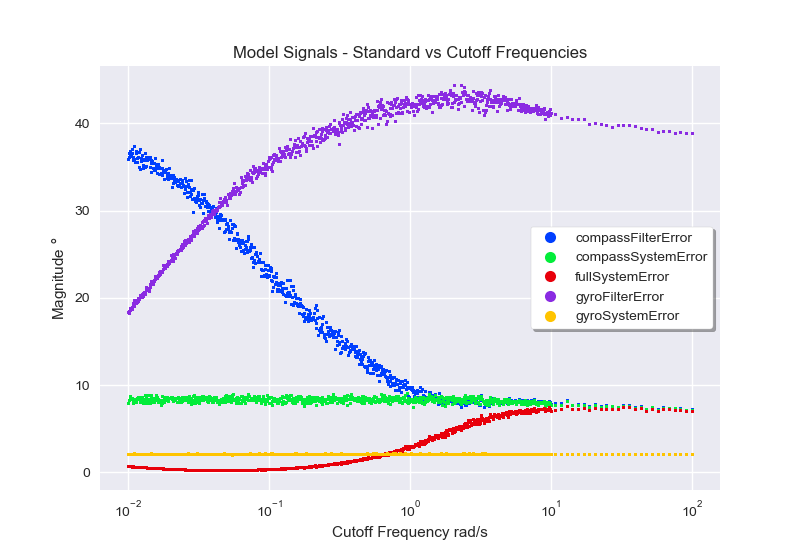 Model Signals - Standard vs Cutoff Frequencies
Magnitude °
40
30
20
10
0
compassFilterError
compassSystemError
fullSystemError
gyroFilterError
gyroSystemError
10⁻² 10⁻¹ 10⁰ 10¹ 10²
Cutoff Frequency rad/s